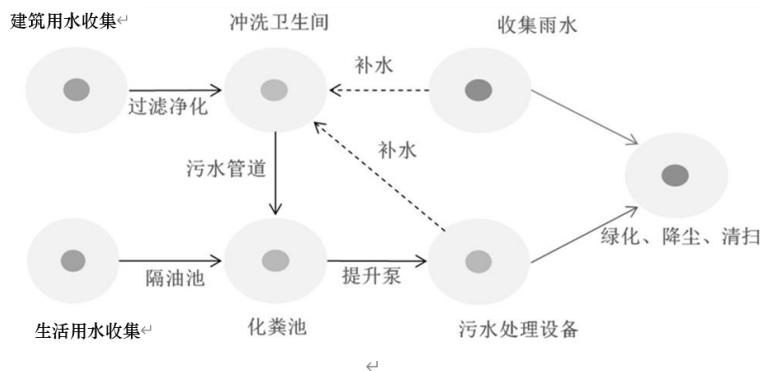 建筑用水收集
冲洗卫生间
收集雨水
补水
过滤净化
补水
污水管道
绿化、降尘、清扫
隔油池
提升泵
生活用水收集
化粪池
污水处理设备